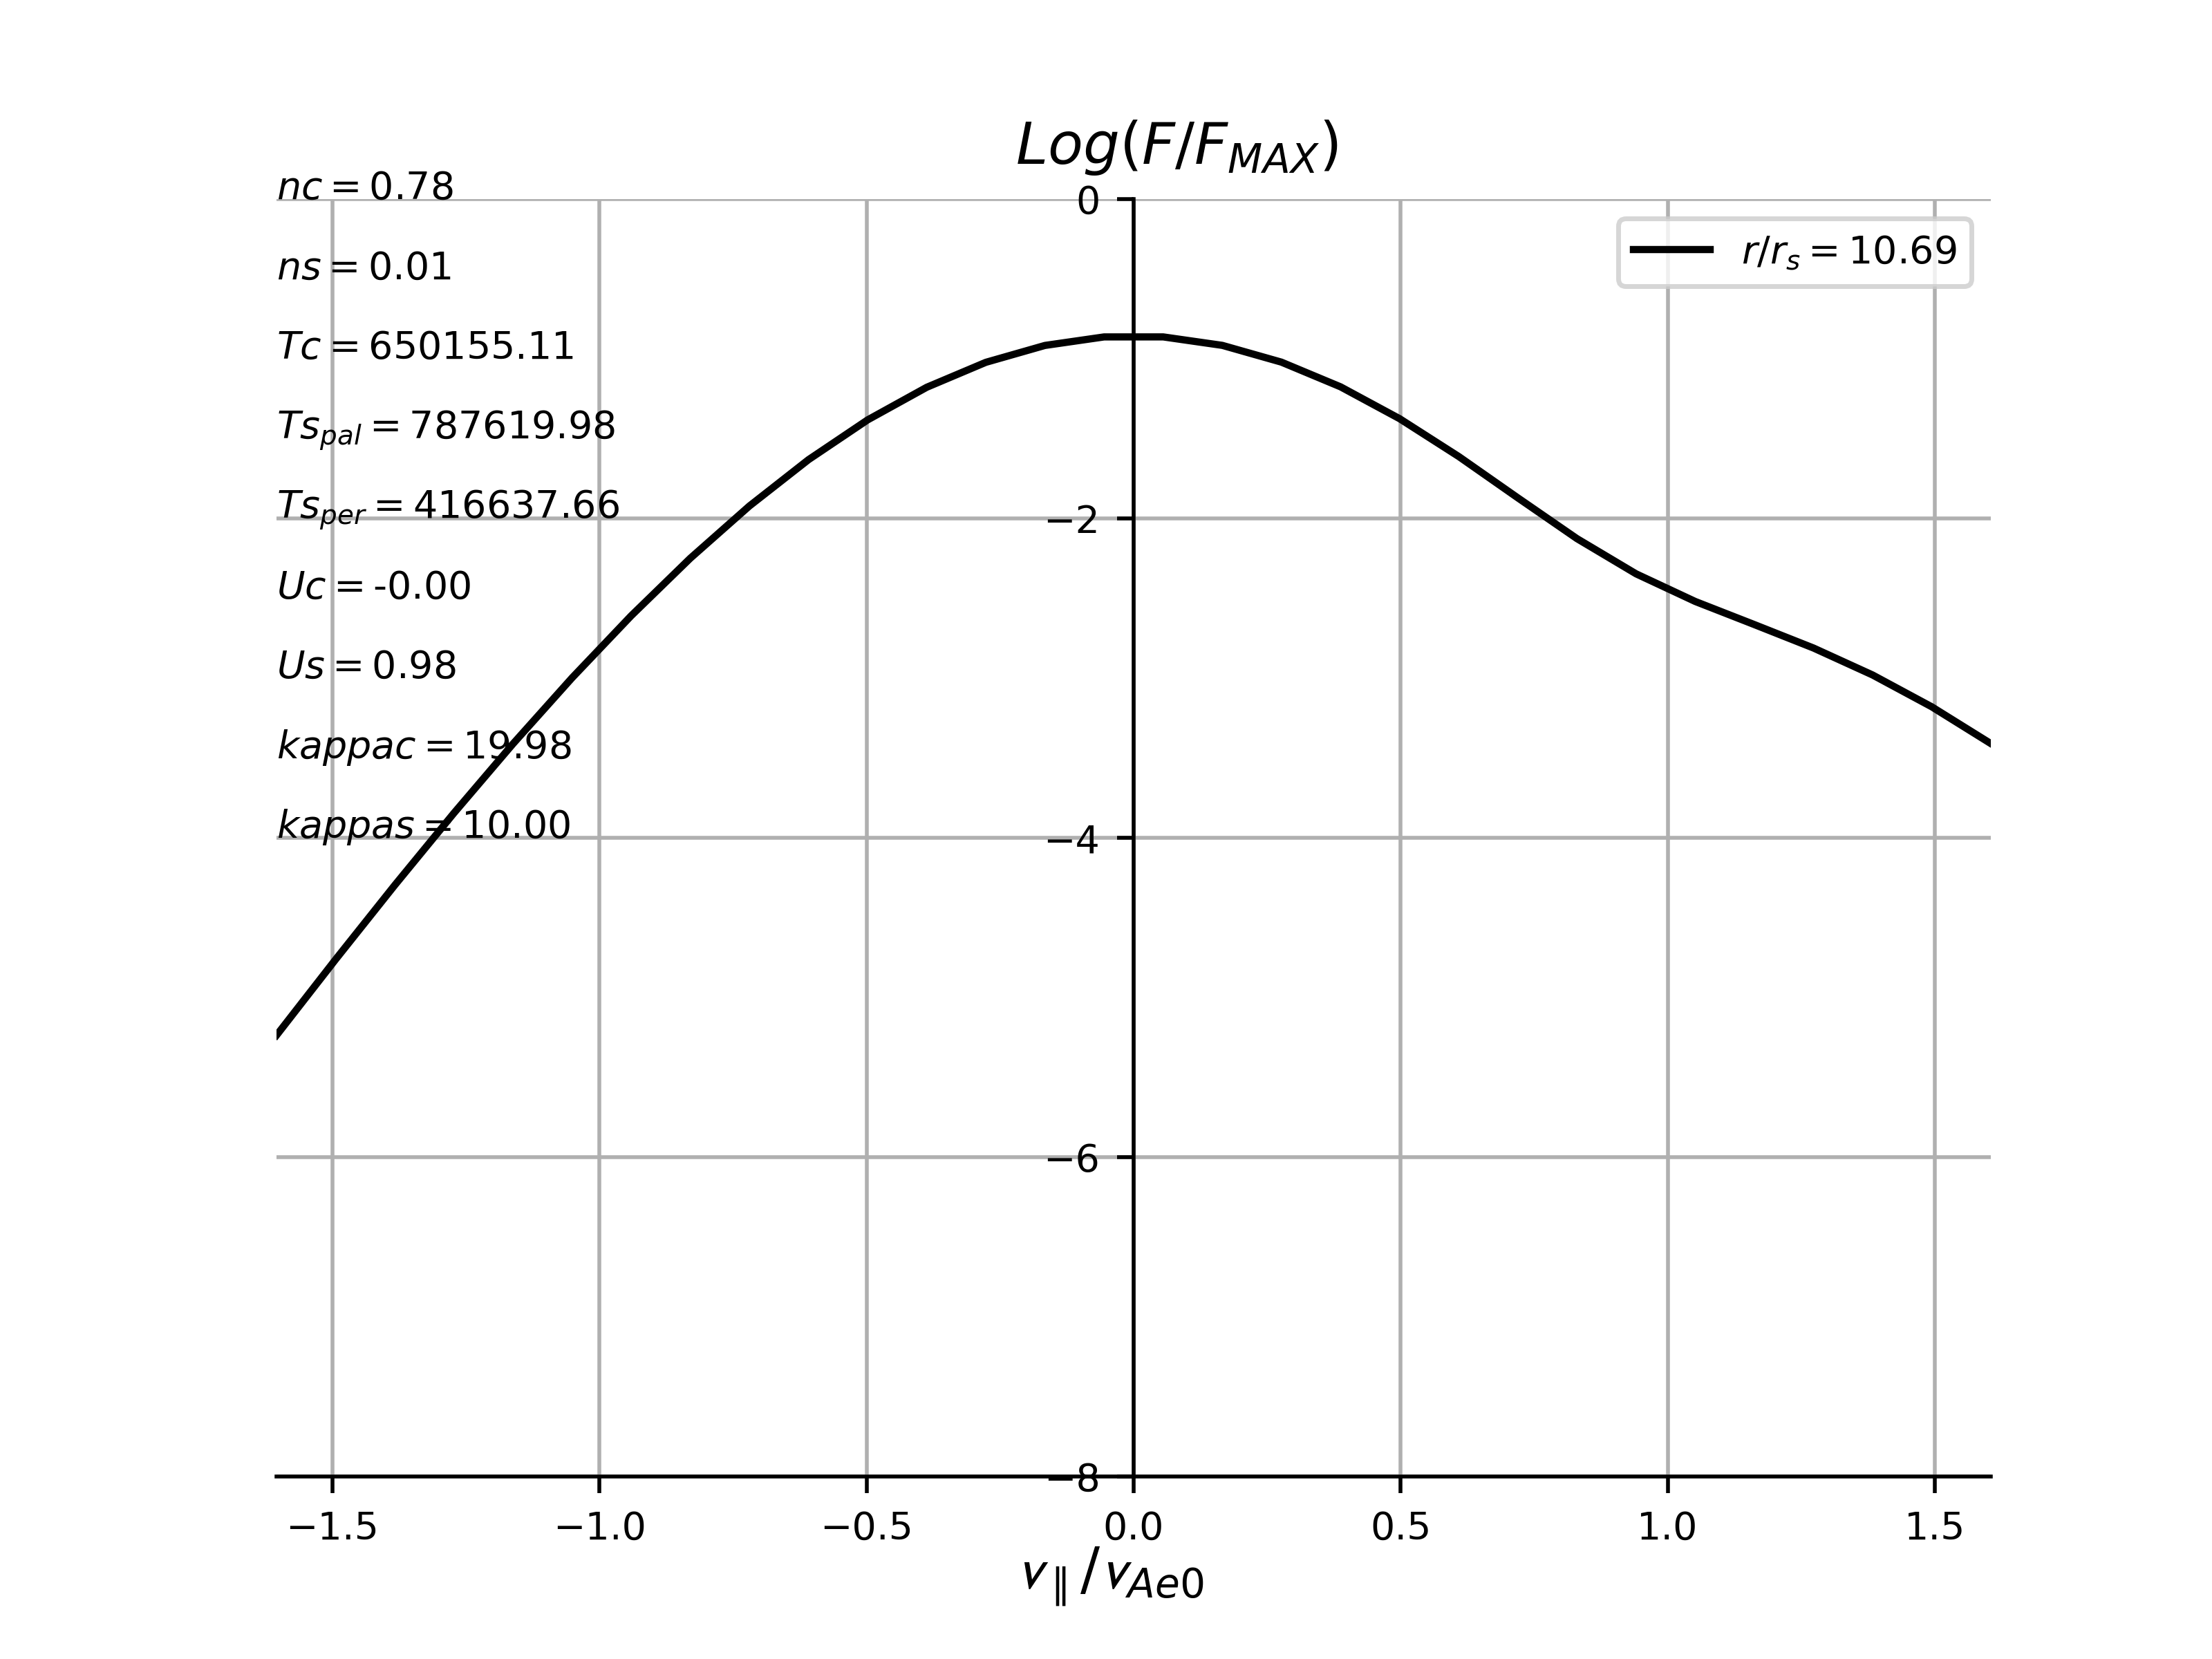 Log(F/F_MAX)
nc = 0.78
ns = 0.01
Tc = 650155.11
Ts_pal = 787619.98
Ts_per = 416637.66
Uc = -0.00
Us = 0.98
kappac = 19.98
kappas = 10.00
r/r_s = 10.69
0
−2
−4
−6
−8
−1.5 −1.0 −0.5 0.0 0.5 1.0 1.5
v_∥/v_Ae0